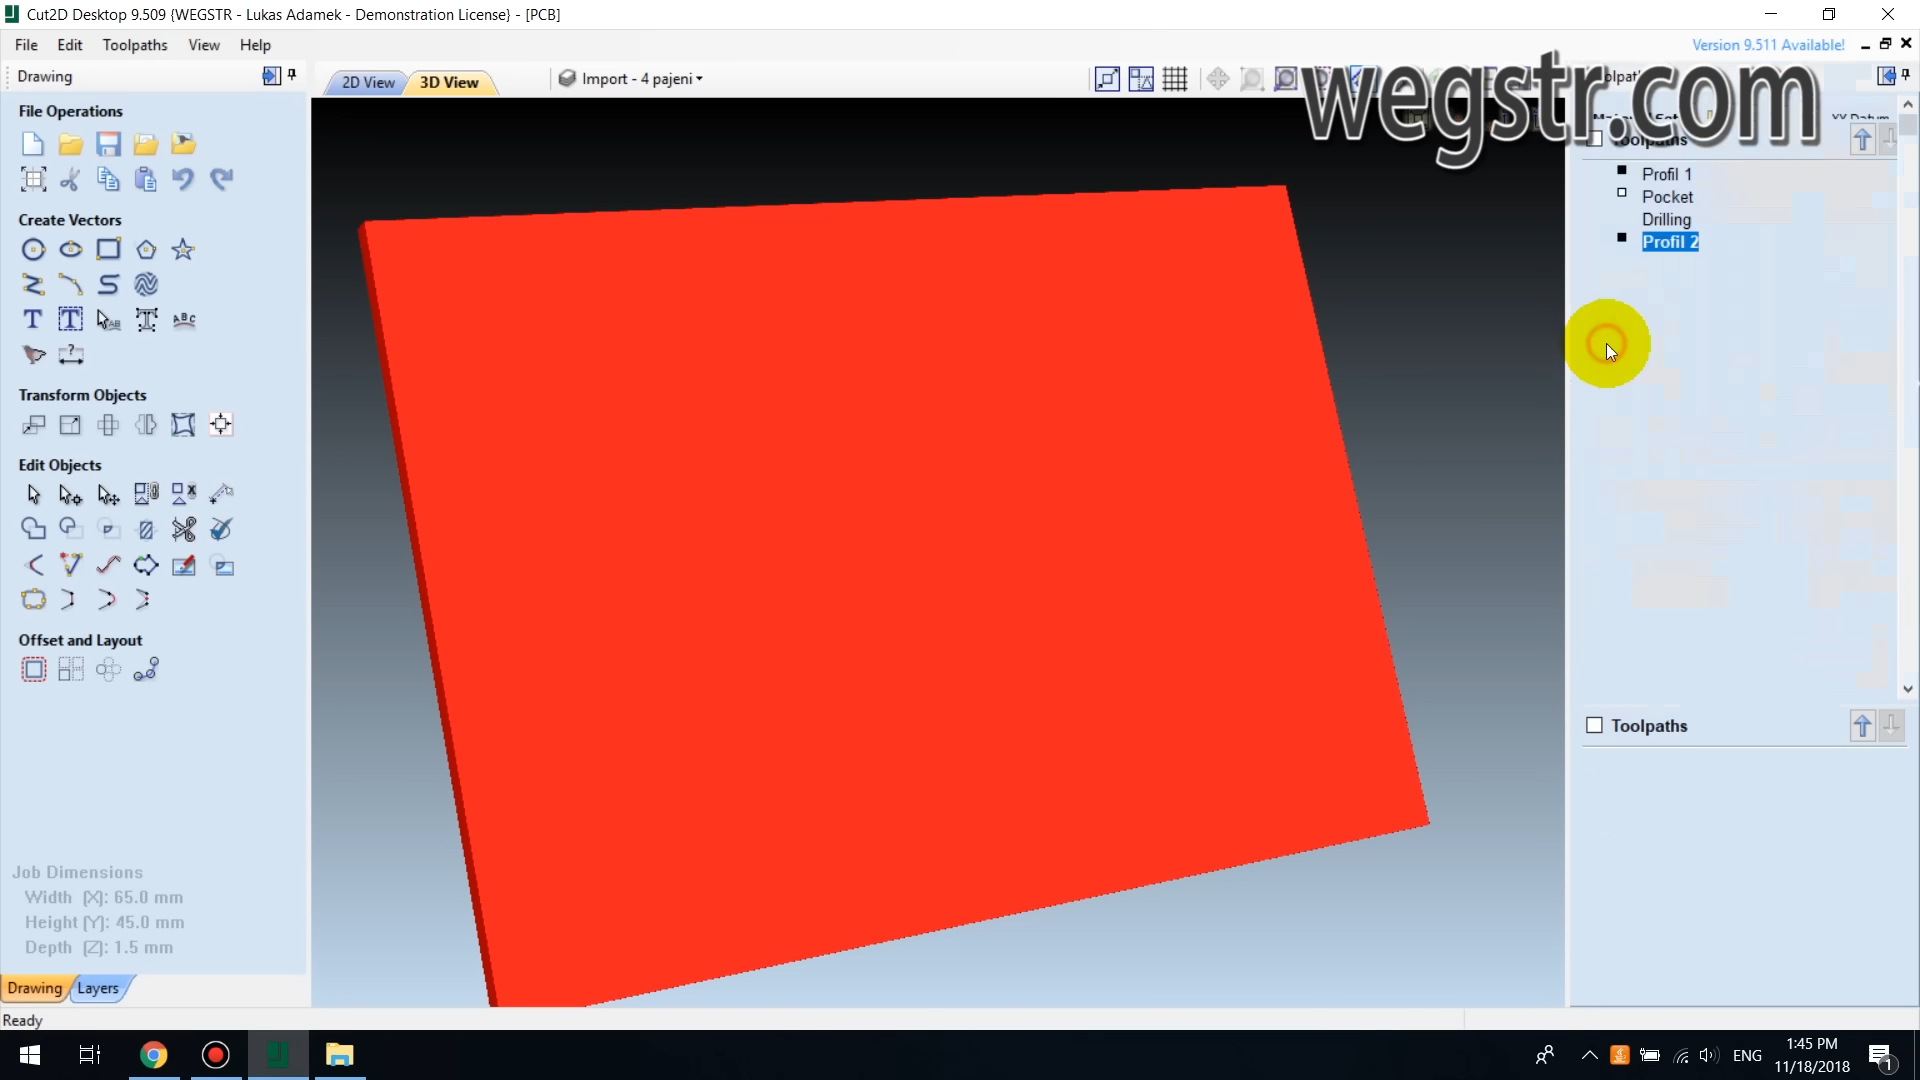 Cut2D Desktop 9.509 {WEGSTR - Lukas Adamek - Demonstration License} - [PCB]
File Edit Toolpaths View Help
Version 9.511 Available!
Drawing
2D View 3D View
Import - 4 pajeni
wegstr.com
File Operations
Toolpaths
Profil 1
Pocket
Drilling
Profil 2
Create Vectors
Transform Objects
Edit Objects
Offset and Layout
Toolpaths
Job Dimensions
Width (X): 65.0 mm
Height (Y): 45.0 mm
Depth (Z): 1.5 mm
Drawing Layers
Ready
ENG
1:45 PM
11/18/2018
1